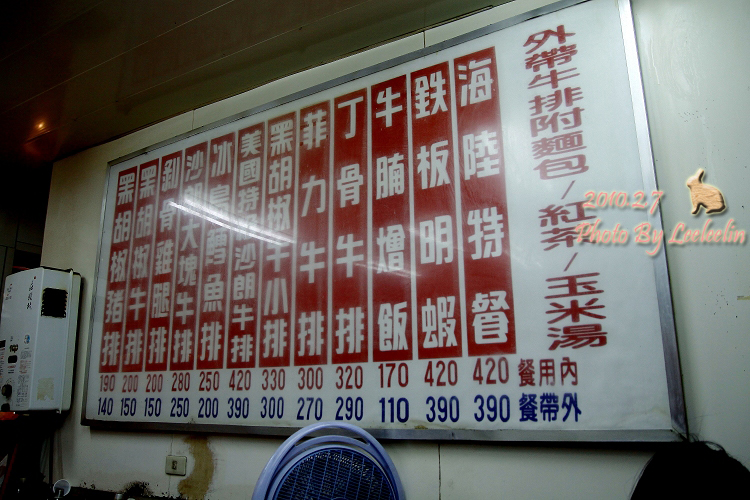 外帶牛排附麵包/紅茶/玉米湯
海陸特餐
鉄板明蝦
牛腩燴飯
丁骨牛排
菲力牛排
黑胡椒牛小排
美國特級沙朗牛排
冰島鱈魚排
沙朗大塊牛排
骨雞腿排
黑胡椒牛排
黑胡椒豬排
內用餐 420 420 170 320 300 330 420 250 280 200 200 190
外帶餐 390 390 110 290 270 300 390 200 250 150 150 140
2010.2.7
Photo By Leekelin